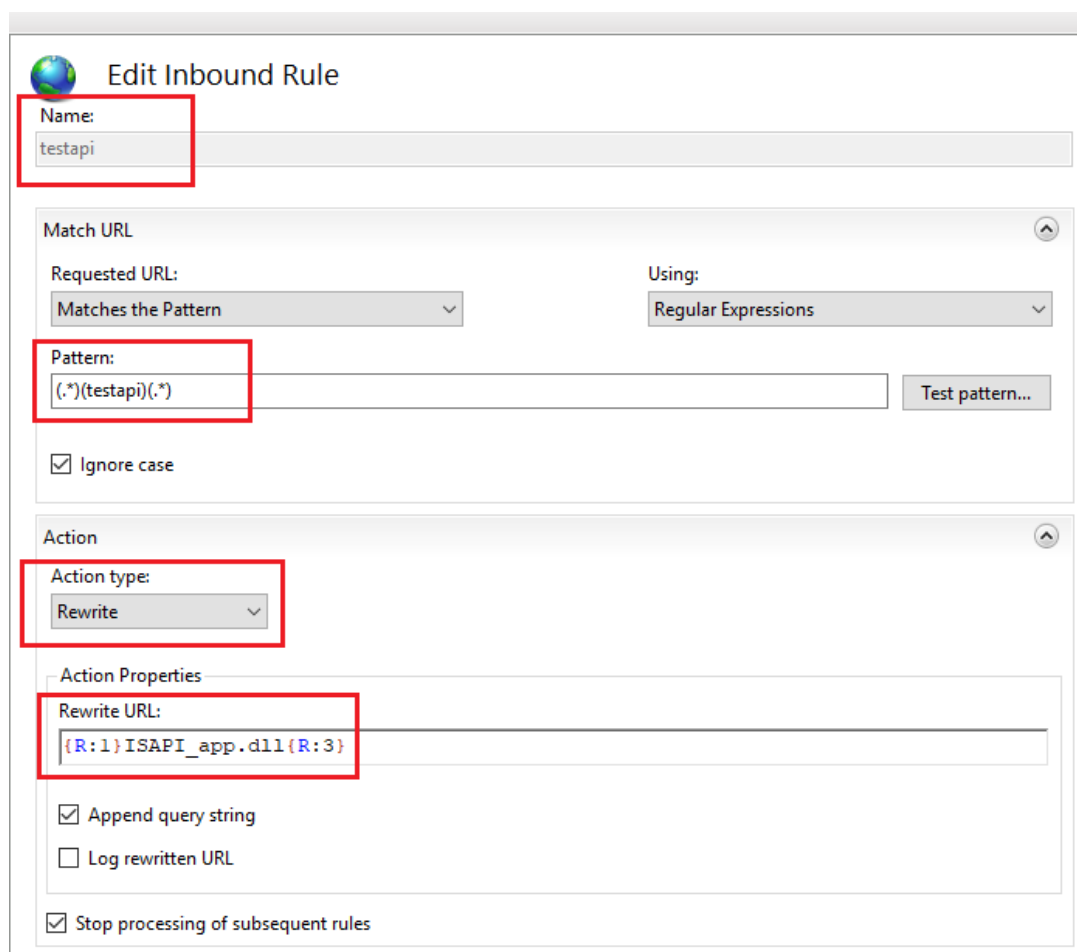 Edit Inbound Rule
Name:
testapi
Match URL
Requested URL:
Using:
Matches the Pattern
Regular Expressions
Pattern:
(.*)(testapi)(.*)
Test pattern...
Ignore case
Action
Action type:
Rewrite
Action Properties
Rewrite URL:
{R:1}ISAPI_app.dll{R:3}
Append query string
Log rewritten URL
Stop processing of subsequent rules